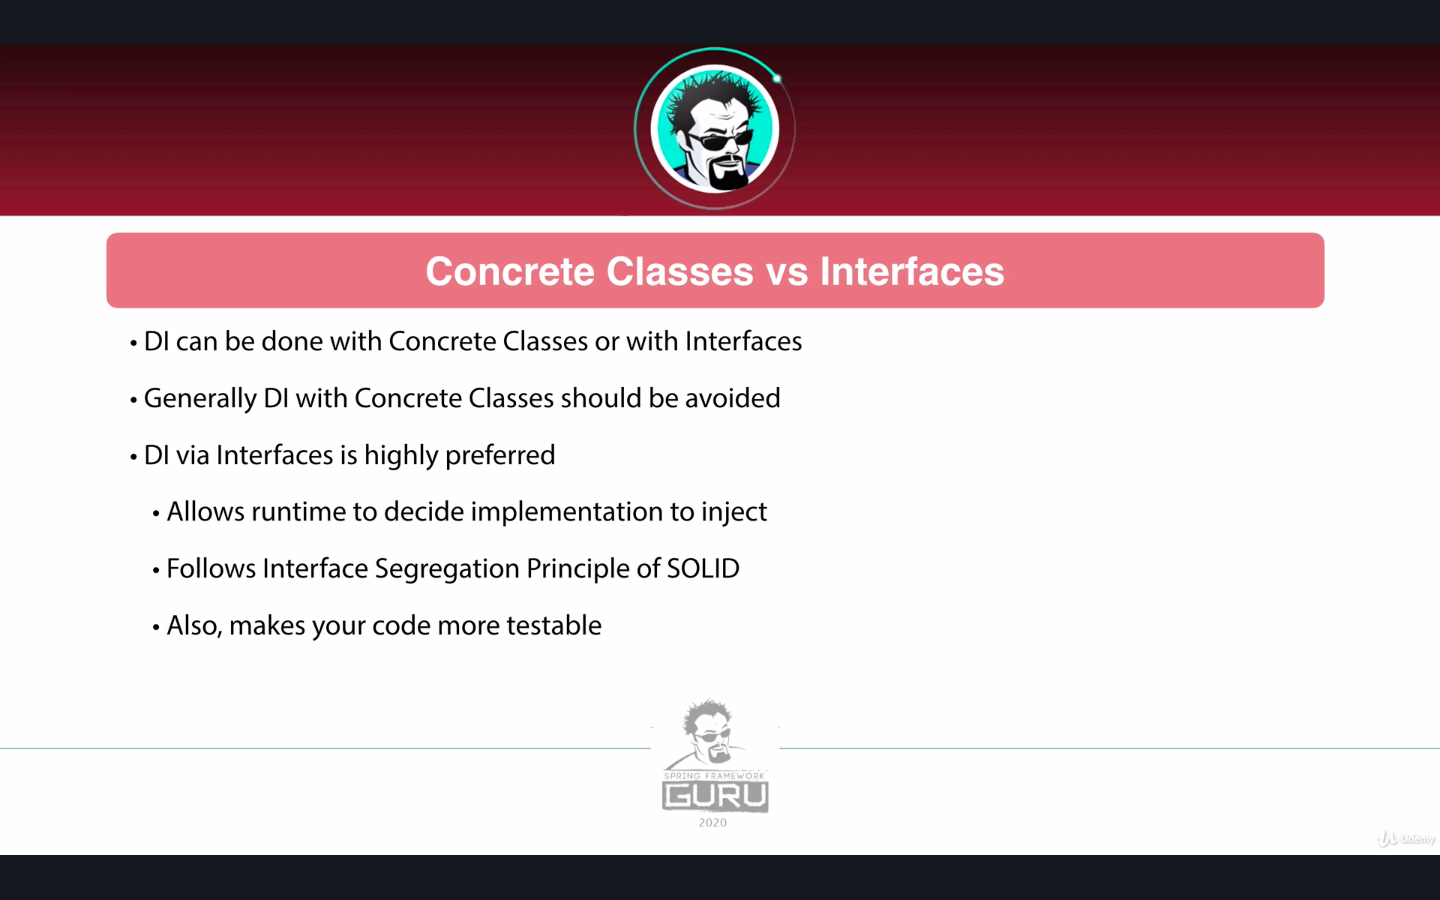 Concrete Classes vs Interfaces
• DI can be done with Concrete Classes or with Interfaces
• Generally DI with Concrete Classes should be avoided
• DI via Interfaces is highly preferred
• Allows runtime to decide implementation to inject
• Follows Interface Segregation Principle of SOLID
• Also, makes your code more testable
SPRING FRAMEWORK
GURU
2020
Udemy